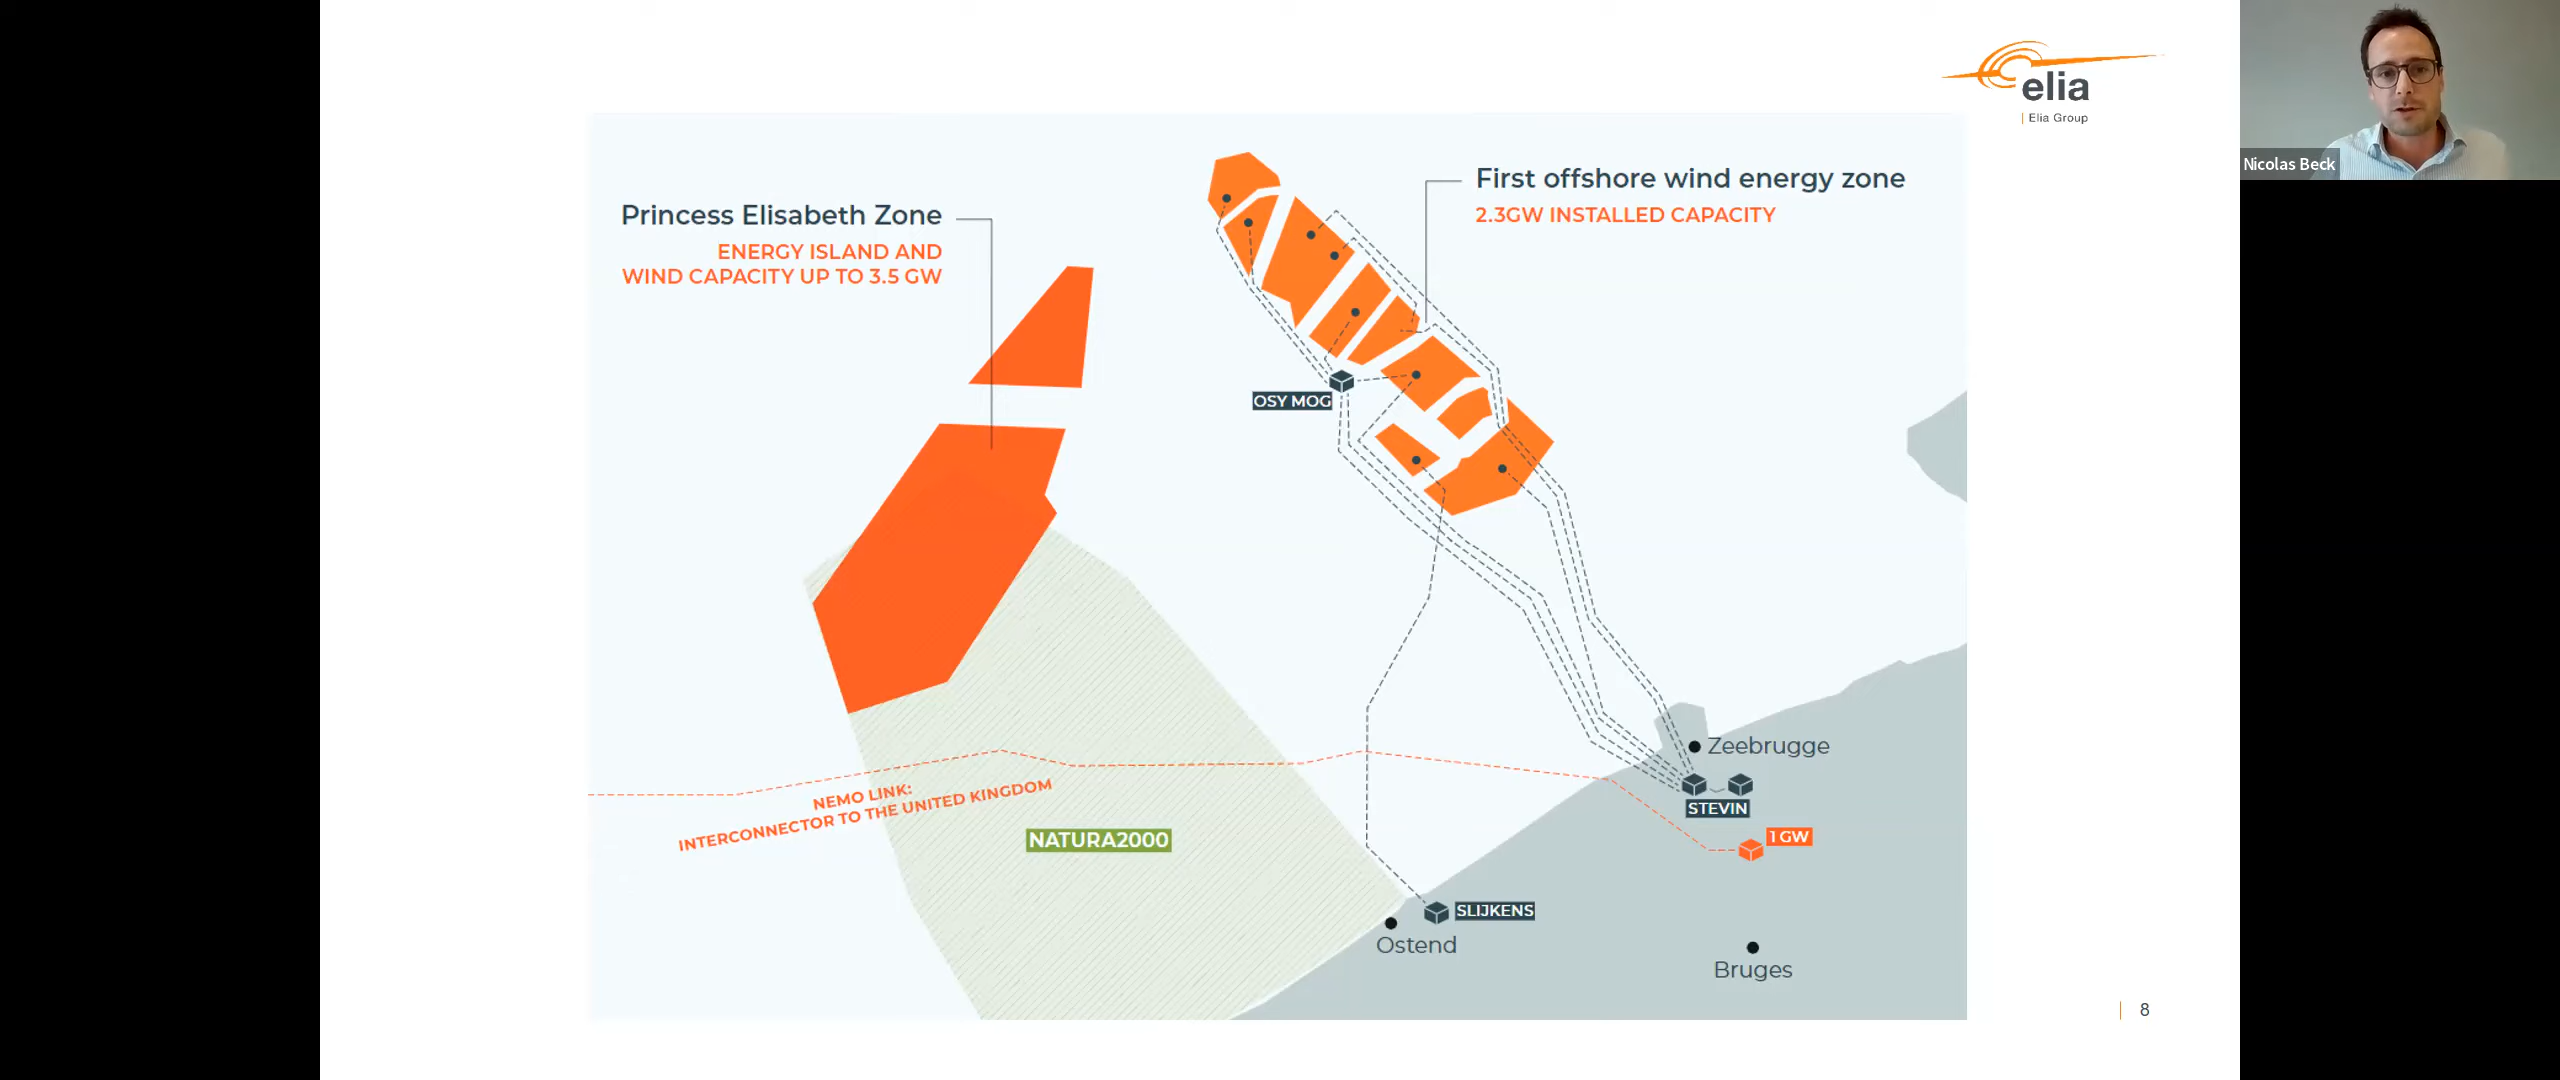 elia
Elia Group
Nicolas Beck
First offshore wind energy zone
2.3GW INSTALLED CAPACITY
Princess Elisabeth Zone
ENERGY ISLAND AND
WIND CAPACITY UP TO 3.5 GW
OSY MOG
Zeebrugge
STEVIN
NEMO LINK:
INTERCONNECTOR TO THE UNITED KINGDOM
1 GW
NATURA2000
SLIJKENS
Ostend
Bruges
8